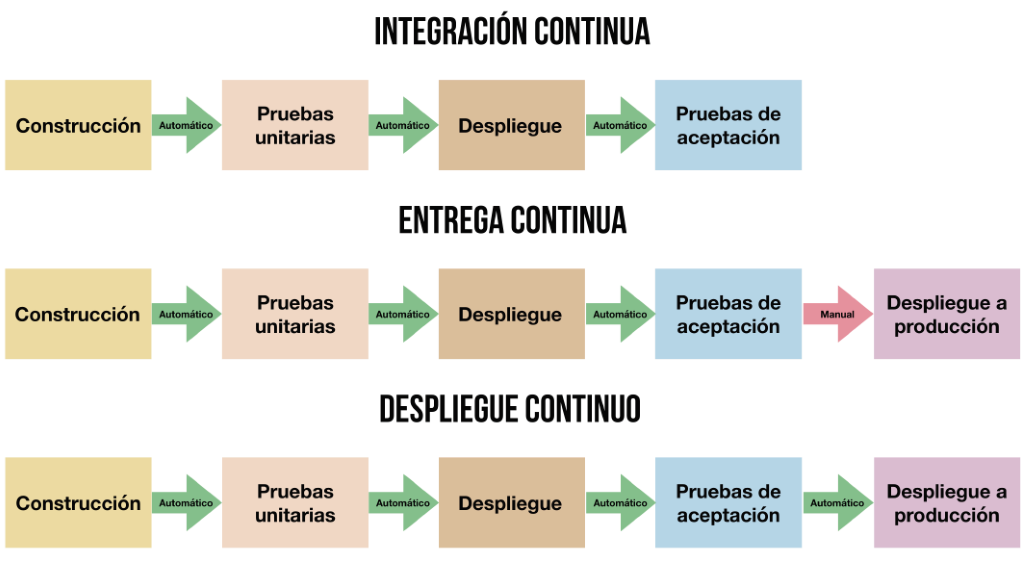 INTEGRACIÓN CONTINUA
Construcción
Automático
Pruebas
unitarias
Automático
Despliegue
Automático
Pruebas de
aceptación
ENTREGA CONTINUA
Construcción
Automático
Pruebas
unitarias
Automático
Despliegue
Automático
Pruebas de
aceptación
Manual
Despliegue a
producción
DESPLIEGUE CONTINUO
Construcción
Automático
Pruebas
unitarias
Automático
Despliegue
Automático
Pruebas de
aceptación
Automático
Despliegue a
producción